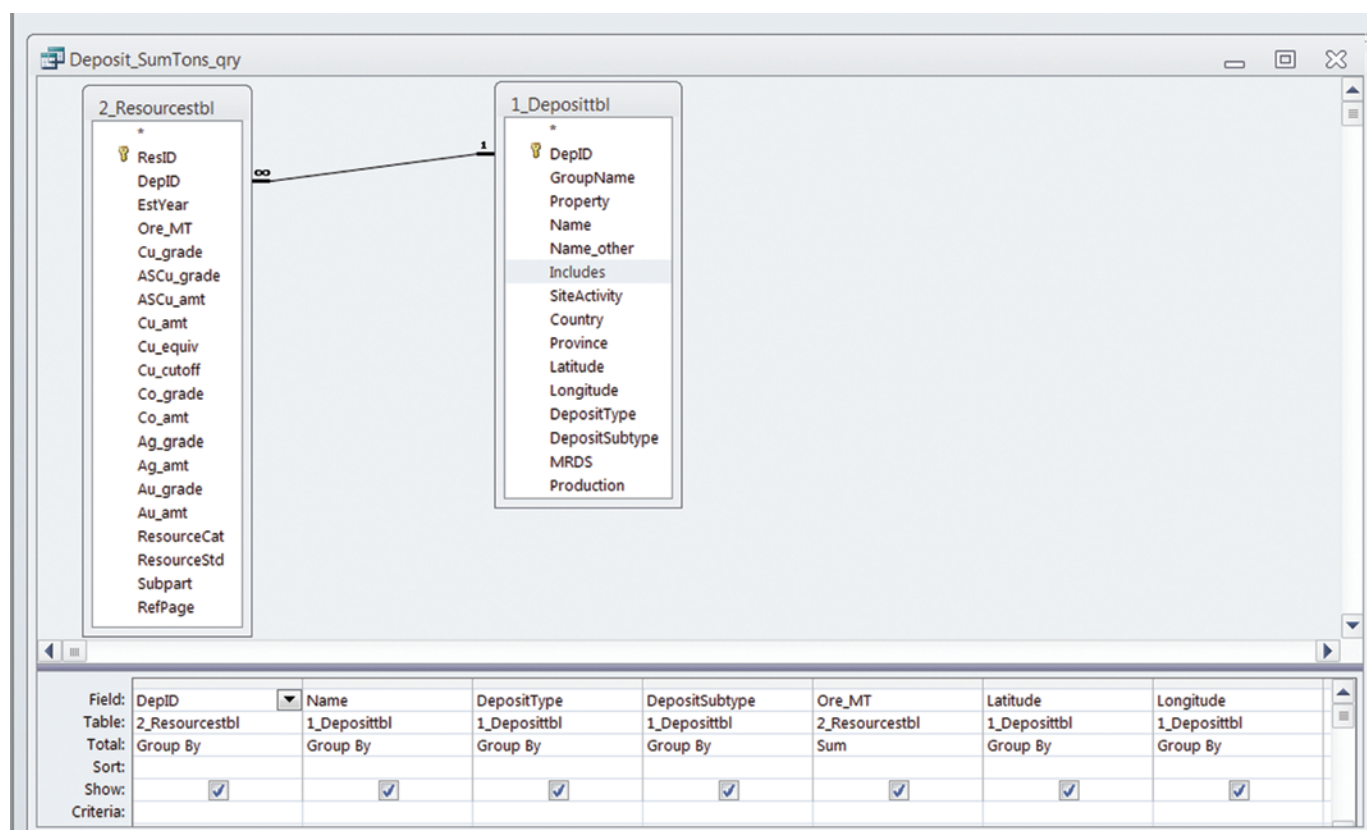 Deposit_SumTons_qry
2_Resourcestbl
*
ResID
DepID
EstYear
Ore_MT
Cu_grade
ASCu_grade
ASCu_amt
Cu_amt
Cu_equiv
Cu_cutoff
Co_grade
Co_amt
Ag_grade
Ag_amt
Au_grade
Au_amt
ResourceCat
ResourceStd
Subpart
RefPage
∞
1
1_Deposittbl
*
DepID
GroupName
Property
Name
Name_other
Includes
SiteActivity
Country
Province
Latitude
Longitude
DepositType
DepositSubtype
MRDS
Production
Field: DepID Name DepositType DepositSubtype Ore_MT Latitude Longitude
Table: 2_Resourcestbl 1_Deposittbl 1_Deposittbl 1_Deposittbl 2_Resourcestbl 1_Deposittbl 1_Deposittbl
Total: Group By Group By Group By Group By Sum Group By Group By
Sort:
Show:
Criteria: